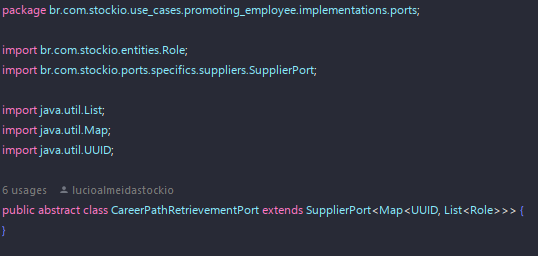 package br.com.stockio.use_cases.promoting_employee.implementations.ports;
import br.com.stockio.entities.Role;
import br.com.stockio.ports.specifics.suppliers.SupplierPort;
import java.util.List;
import java.util.Map;
import java.util.UUID;
6 usages lucioalmeidastockio
public abstract class CareerPathRetrievementPort extends SupplierPort<Map<UUID, List<Role>>> {
}